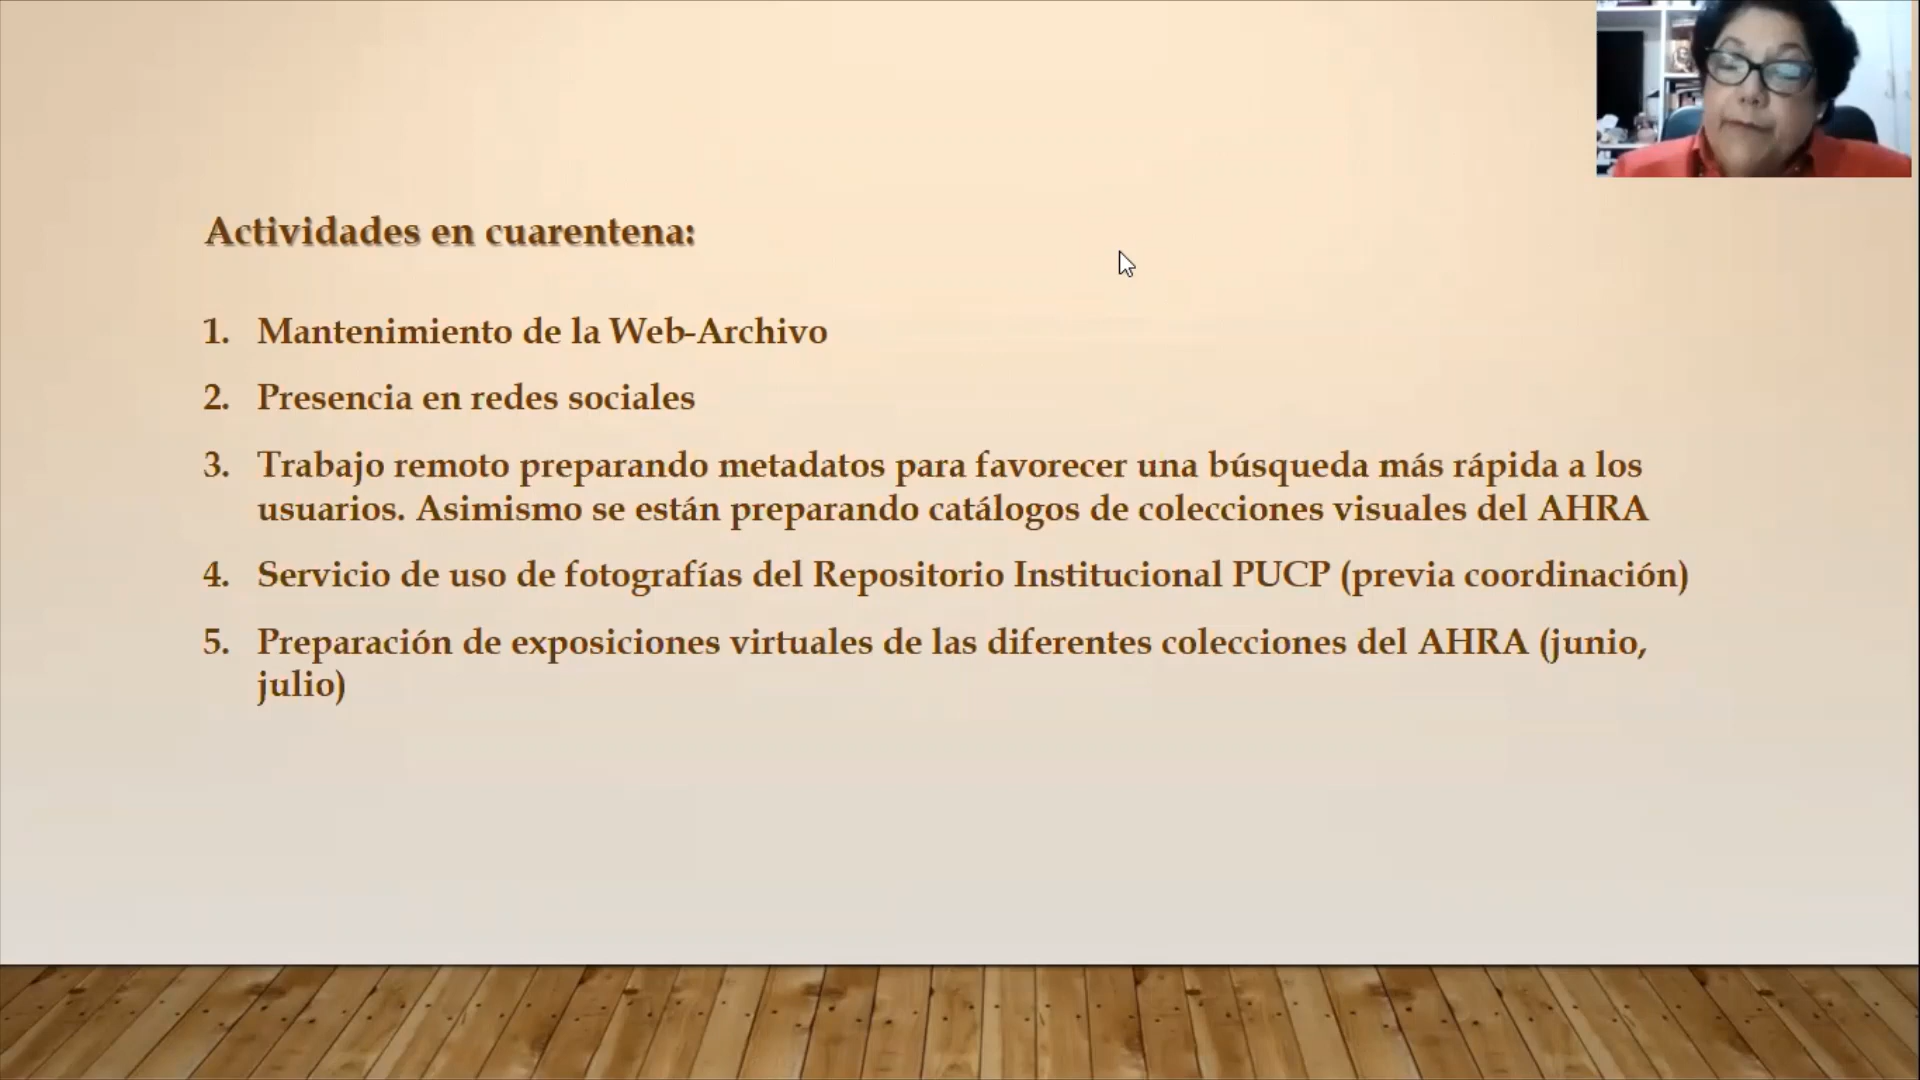 Actividades en cuarentena:
1. Mantenimiento de la Web-Archivo
2. Presencia en redes sociales
3. Trabajo remoto preparando metadatos para favorecer una búsqueda más rápida a los
usuarios. Asimismo se están preparando catálogos de colecciones visuales del AHRA
4. Servicio de uso de fotografías del Repositorio Institucional PUCP (previa coordinación)
5. Preparación de exposiciones virtuales de las diferentes colecciones del AHRA (junio,
julio)